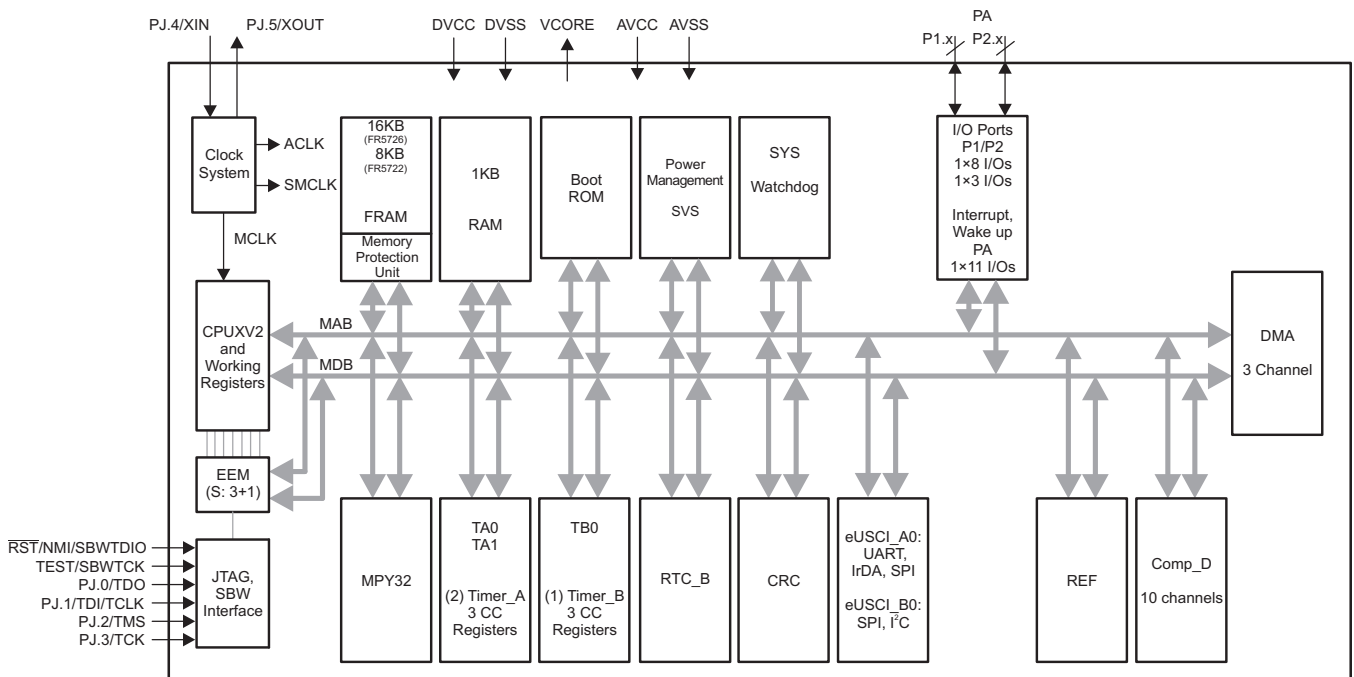 PJ.4/XIN
PJ.5/XOUT
DVCC
DVSS
VCORE
AVCC
AVSS
PA
P1.x
P2.x
Clock
System
ACLK
SMCLK
MCLK
16KB
(FR5726)
8KB
(FR5722)
FRAM
Memory
Protection
Unit
1KB
RAM
Boot
ROM
Power
Management
SVS
SYS
Watchdog
I/O Ports
P1/P2
1×8 I/Os
1×3 I/Os
Interrupt,
Wake up
PA
1×11 I/Os
CPUXV2
and
Working
Registers
MAB
MDB
DMA
3 Channel
EEM
(S: 3+1)
RST/NMI/SBWTDIO
TEST/SBWTCK
PJ.0/TDO
PJ.1/TDI/TCLK
PJ.2/TMS
PJ.3/TCK
JTAG,
SBW
Interface
MPY32
TA0
TA1
(2) Timer_A
3 CC
Registers
TB0
(1) Timer_B
3 CC
Registers
RTC_B
CRC
eUSCI_A0:
UART,
IrDA, SPI
eUSCI_B0:
SPI, I²C
REF
Comp_D
10 channels